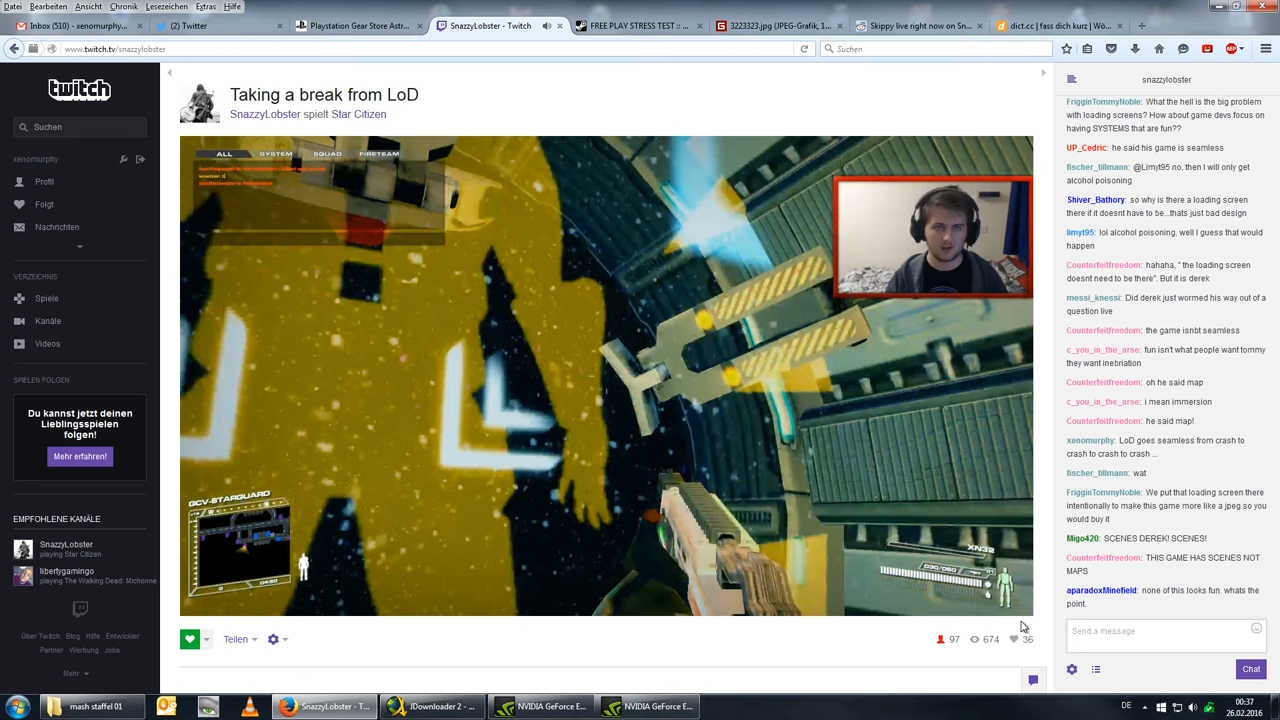 Datei Bearbeiten Ansicht Chronik Lesezeichen Extras Hilfe
Inbox (510) - xenomurphy...
(2) Twitter
Playstation Gear Store Astr...
SnazzyLobster - Twitch
FREE PLAY STRESS TEST :: ...
3223323.jpg (JPEG-Grafik, 1...
Skippy live right now on Sn...
dict.cc | fass dich kurz | Wö...
www.twitch.tv/snazzylobster
Suchen
ABP
twitch
Suchen
xenomurphy
Profil
Folgt
Nachrichten
VERZEICHNIS
Spiele
Kanäle
Videos
SPIELEN FOLGEN
Du kannst jetzt deinen
Lieblingsspielen
folgen!
Mehr erfahren!
EMPFOHLENE KANÄLE
SnazzyLobster
playing Star Citizen
libertygamingo
playing The Walking Dead: Michonne
Über Twitch Blog Hilfe Entwickler
Partner Werbung Jobs
Mehr
Taking a break from LoD
SnazzyLobster spielt Star Citizen
ALL SYSTEM SQUAD FIRETEAM
GCV-STARGUARD
XN32
Teilen
97 674 36
snazzylobster
FrigginTommyNoble: What the hell is the big problem
with loading screens? How about game devs focus on
having SYSTEMS that are fun??
UP_Cedric: he said his game is seamless
fischer_tillmann: @Limyt95 no, then I will only get
alcohol poisoning
Shiver_Bathory: so why is there a loading screen
there if it doesnt have to be...thats just bad design
limyt95: lol alcohol poisoning, well I guess that would
happen
Counterfeitfreedom: hahaha, " the loading screen
doesnt need to be there". But it is derek
messi_knessi: Did derek just wormed his way out of a
question live
Counterfeitfreedom: the game isnbt seamless
c_you_in_the_arse: fun isn't what people want tommy
they want inebriation
Counterfeitfreedom: oh he said map
c_you_in_the_arse: i mean immersion
Counterfeitfreedom: he said map!
xenomurphy: LoD goes seamless from crash to
crash to crash to crash ...
fischer_tillmann: wat
FrigginTommyNoble: We put that loading screen there
intentionally to make this game more like a jpeg so you
would buy it
Migo420: SCENES DEREK! SCENES!
Counterfeitfreedom: THIS GAME HAS SCENES NOT
MAPS
aparadoxMinefield: none of this looks fun. whats the
point.
Send a message
Chat
mash staffel 01
SnazzyLobster - T...
JDownloader 2 - ...
NVIDIA GeForce E...
NVIDIA GeForce E...
DE
00:37
26.02.2016